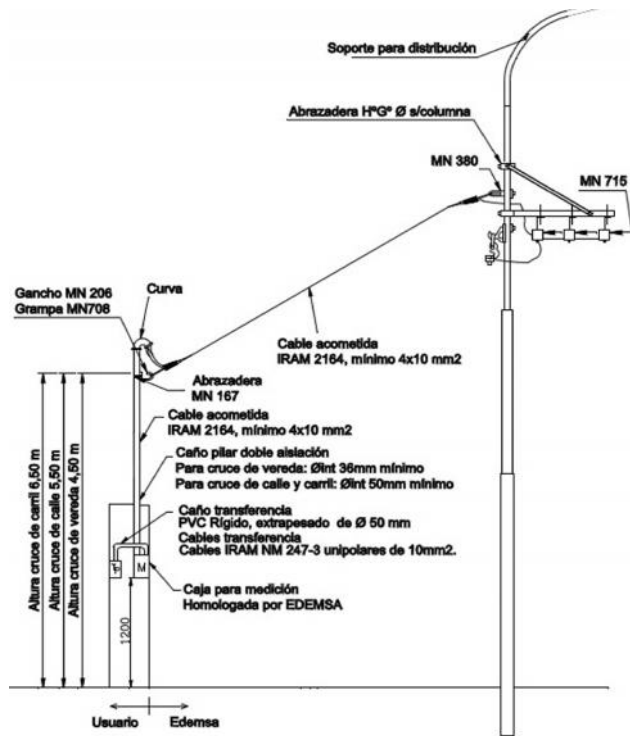 Soporte para distribución
Abrazadera HºGº Ø s/columna
MN 380
MN 715
Gancho MN 206
Grampa MN708
Curva
Cable acometida
IRAM 2164, mínimo 4x10 mm2
Abrazadera
MN 167
Cable acometida
IRAM 2164, mínimo 4x10 mm2
Caño pilar doble aislación
Para cruce de vereda: Øint 36mm mínimo
Para cruce de calle y carril: Øint 50mm mínimo
Caño transferencia
PVC Rígido, extrapesado de Ø 50 mm
Cables transferencia
Cables IRAM NM 247-3 unipolares de 10mm2.
Altura cruce de carril 6,50 m
Altura cruce de calle 5,50 m
Altura cruce de vereda 4,50 m
M
Caja para medición
Homologada por EDEMSA
1200
Usuario
Edemsa